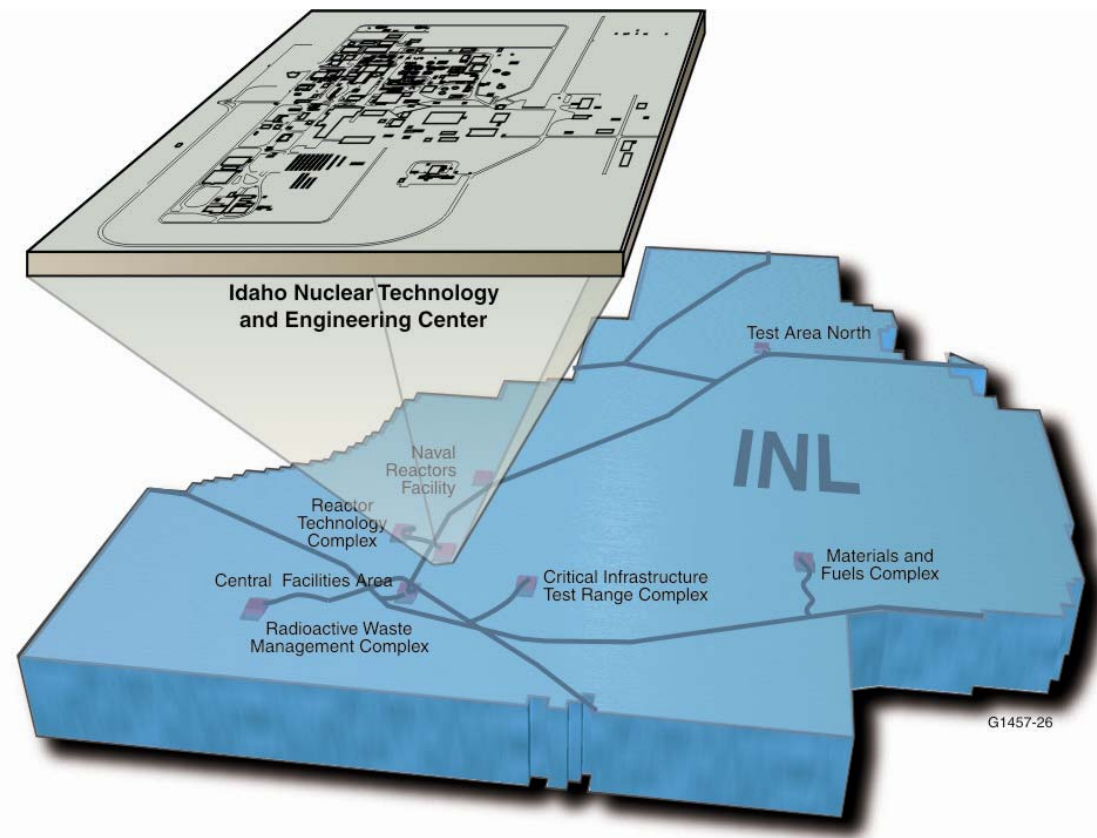 Idaho Nuclear Technology
and Engineering Center
Test Area North
INL
Naval
Reactors
Facility
Reactor
Technology
Complex
Central Facilities Area
Critical Infrastructure
Test Range Complex
Materials and
Fuels Complex
Radioactive Waste
Management Complex
G1457-26